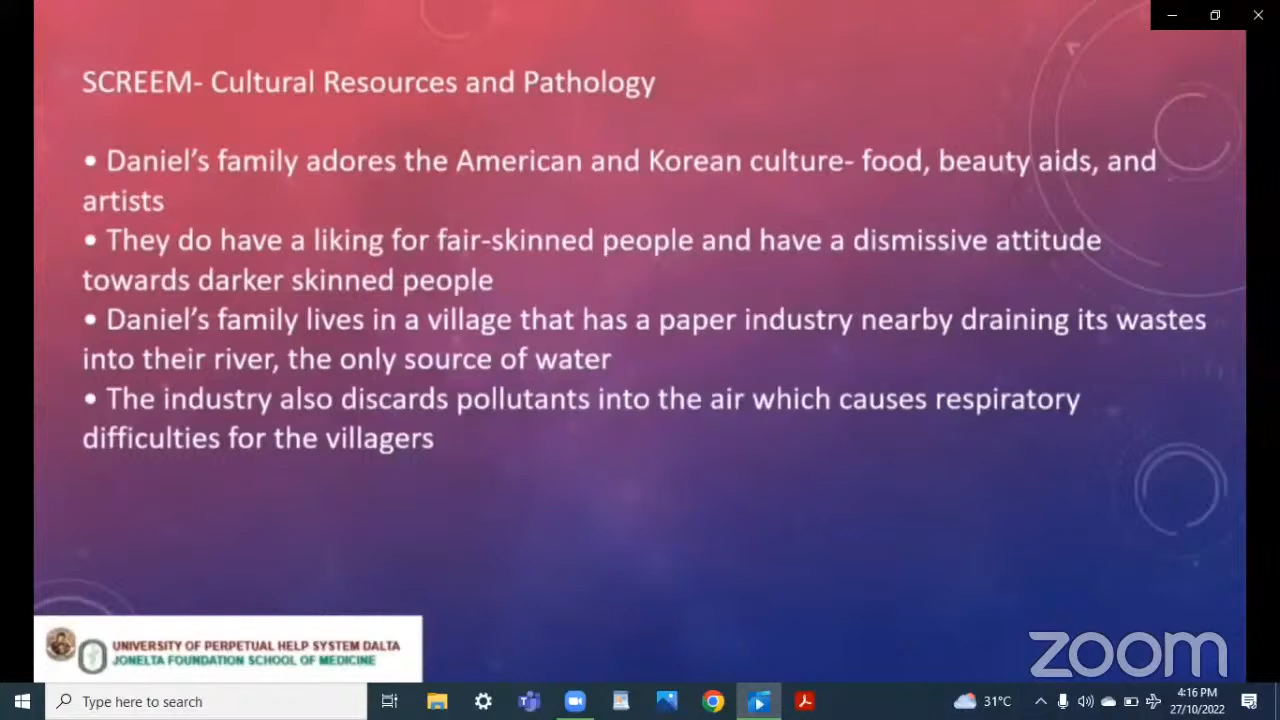 SCREEM- Cultural Resources and Pathology
• Daniel's family adores the American and Korean culture- food, beauty aids, and
artists
• They do have a liking for fair-skinned people and have a dismissive attitude
towards darker skinned people
• Daniel's family lives in a village that has a paper industry nearby draining its wastes
into their river, the only source of water
• The industry also discards pollutants into the air which causes respiratory
difficulties for the villagers
UNIVERSITY OF PERPETUAL HELP SYSTEM DALTA
JONELTA FOUNDATION SCHOOL OF MEDICINE
zoom
Type here to search
31°C
4:16 PM
27/10/2022